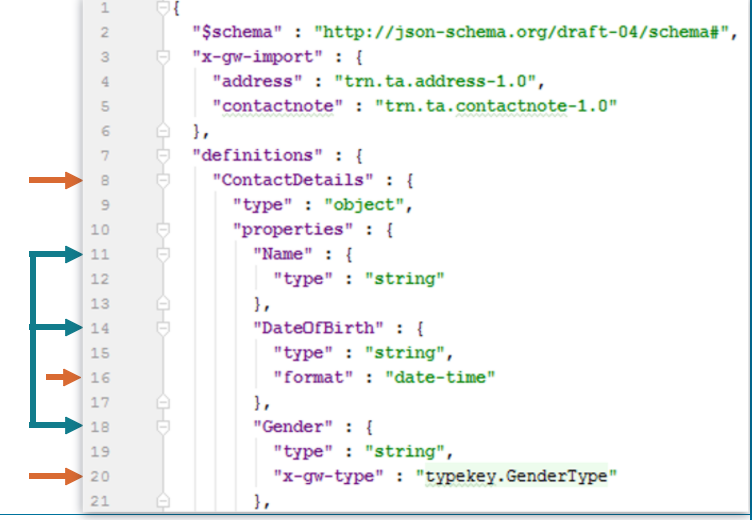 1 {
2 "$schema" : "http://json-schema.org/draft-04/schema#",
3 "x-gw-import" : {
4 "address" : "trn.ta.address-1.0",
5 "contactnote" : "trn.ta.contactnote-1.0"
6 },
7 "definitions" : {
8 "ContactDetails" : {
9 "type" : "object",
10 "properties" : {
11 "Name" : {
12 "type" : "string"
13 },
14 "DateOfBirth" : {
15 "type" : "string",
16 "format" : "date-time"
17 },
18 "Gender" : {
19 "type" : "string",
20 "x-gw-type" : "typekey.GenderType"
21 },